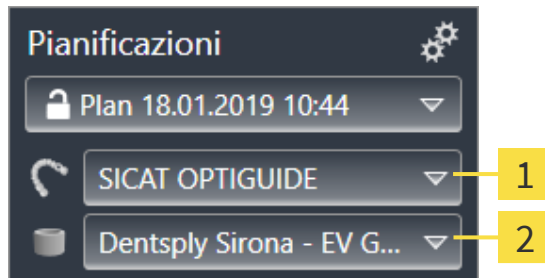 Pianificazioni
Plan 18.01.2019 10:44
SICAT OPTIGUIDE
1
Dentsply Sirona - EV G...
2